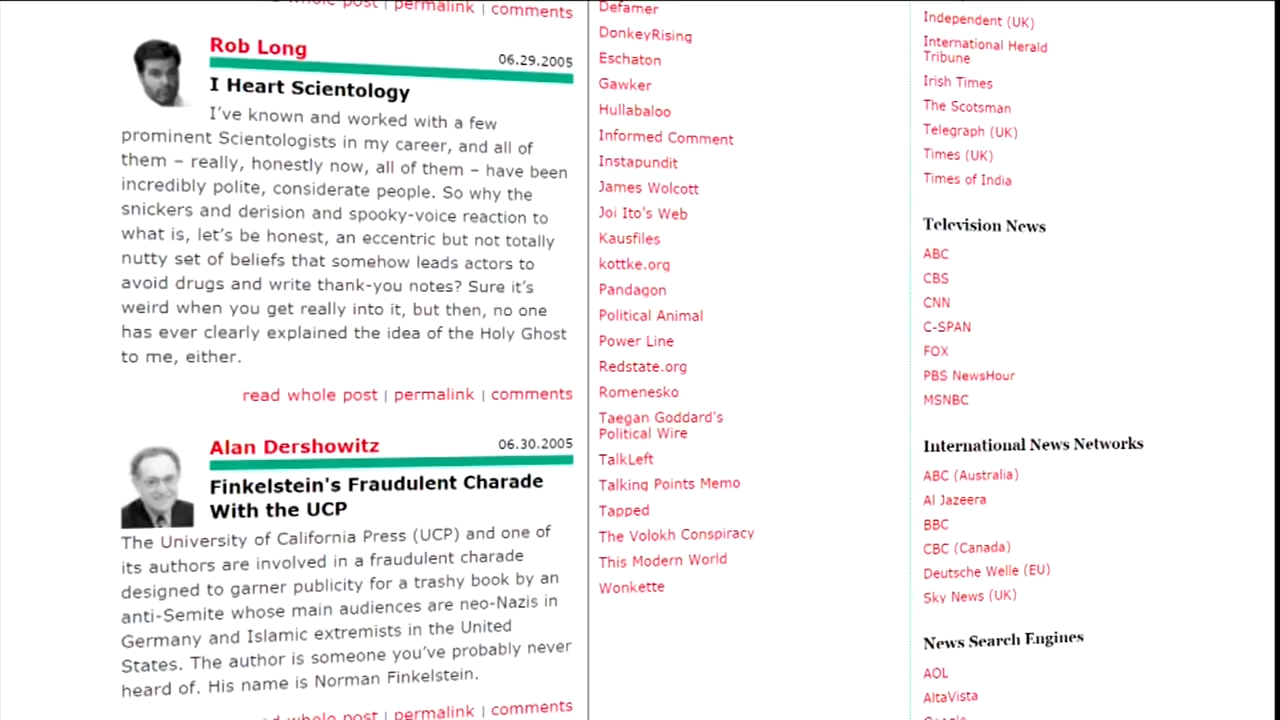 whole post | permalink | comments
Rob Long
06.29.2005
I Heart Scientology
I've known and worked with a few
prominent Scientologists in my career, and all of
them – really, honestly now, all of them – have been
incredibly polite, considerate people. So why the
snickers and derision and spooky-voice reaction to
what is, let's be honest, an eccentric but not totally
nutty set of beliefs that somehow leads actors to
avoid drugs and write thank-you notes? Sure it's
weird when you get really into it, but then, no one
has ever clearly explained the idea of the Holy Ghost
to me, either.
read whole post | permalink | comments
Alan Dershowitz
06.30.2005
Finkelstein's Fraudulent Charade
With the UCP
The University of California Press (UCP) and one of
its authors are involved in a fraudulent charade
designed to garner publicity for a trashy book by an
anti-Semite whose main audiences are neo-Nazis in
Germany and Islamic extremists in the United
States. The author is someone you've probably never
heard of. His name is Norman Finkelstein.
whole post | permalink | comments
Defamer
DonkeyRising
Eschaton
Gawker
Hullabaloo
Informed Comment
Instapundit
James Wolcott
Joi Ito's Web
Kausfiles
kottke.org
Pandagon
Political Animal
Power Line
Redstate.org
Romenesko
Taegan Goddard's
Political Wire
TalkLeft
Talking Points Memo
Tapped
The Volokh Conspiracy
This Modern World
Wonkette
Independent (UK)
International Herald
Tribune
Irish Times
The Scotsman
Telegraph (UK)
Times (UK)
Times of India
Television News
ABC
CBS
CNN
C-SPAN
FOX
PBS NewsHour
MSNBC
International News Networks
ABC (Australia)
Al Jazeera
BBC
CBC (Canada)
Deutsche Welle (EU)
Sky News (UK)
News Search Engines
AOL
AltaVista